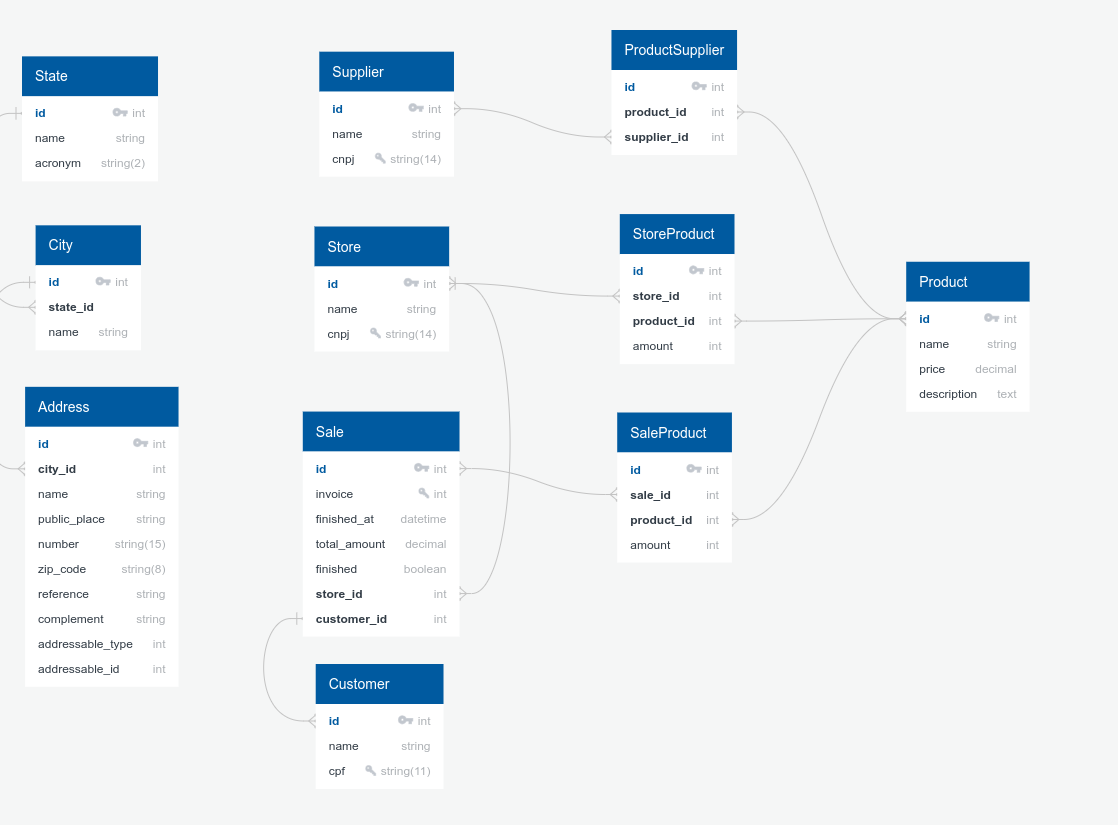 State
id int
name string
acronym string(2)
City
id int
state_id
name string
Address
id int
city_id int
name string
public_place string
number string(15)
zip_code string(8)
reference string
complement string
addressable_type int
addressable_id int
Supplier
id int
name string
cnpj string(14)
Store
id int
name string
cnpj string(14)
Sale
id int
invoice int
finished_at datetime
total_amount decimal
finished boolean
store_id int
customer_id int
Customer
id int
name string
cpf string(11)
ProductSupplier
id int
product_id int
supplier_id int
StoreProduct
id int
store_id int
product_id int
amount int
SaleProduct
id int
sale_id int
product_id int
amount int
Product
id int
name string
price decimal
description text